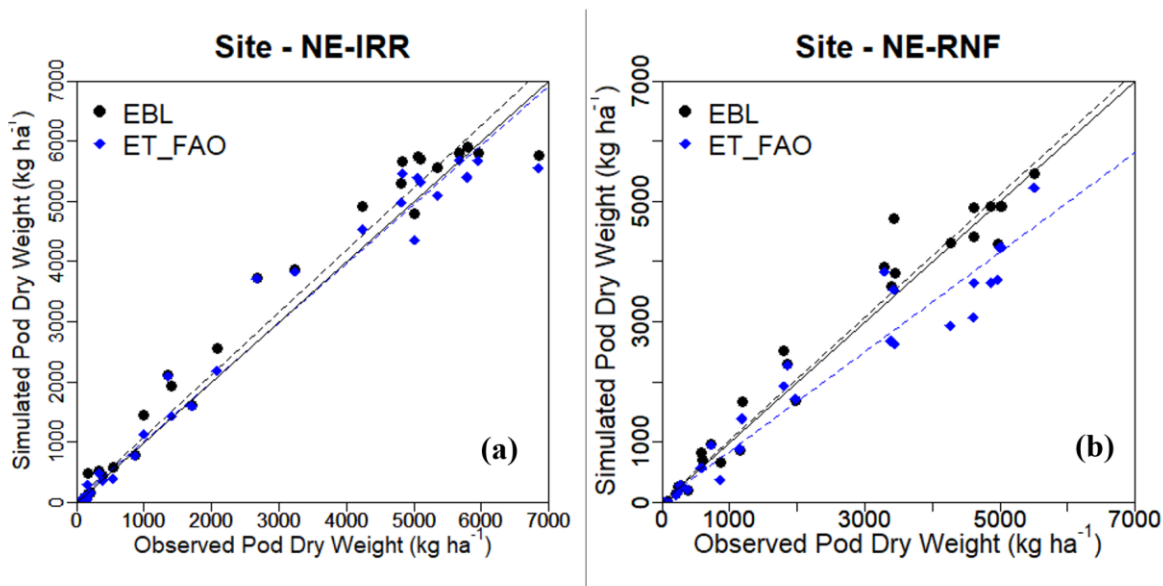 Site - NE-IRR
Simulated Pod Dry Weight (kg ha⁻¹)
7000
6000
5000
4000
3000
2000
1000
0
EBL
ET_FAO
(a)
0 1000 2000 3000 4000 5000 6000 7000
Observed Pod Dry Weight (kg ha⁻¹)
Site - NE-RNF
Simulated Pod Dry Weight (kg ha⁻¹)
7000
5000
3000
1000
0
EBL
ET_FAO
(b)
0 1000 3000 5000 7000
Observed Pod Dry Weight (kg ha⁻¹)